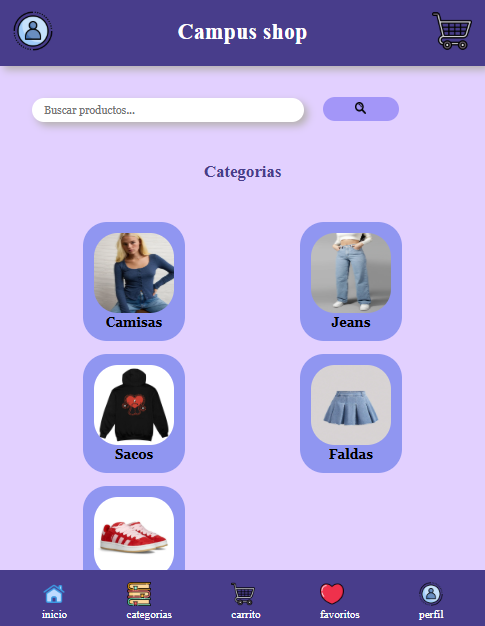 Campus shop
Buscar productos...
Categorias
Camisas
Jeans
Sacos
Faldas
inicio
categorias
carrito
favoritos
perfil